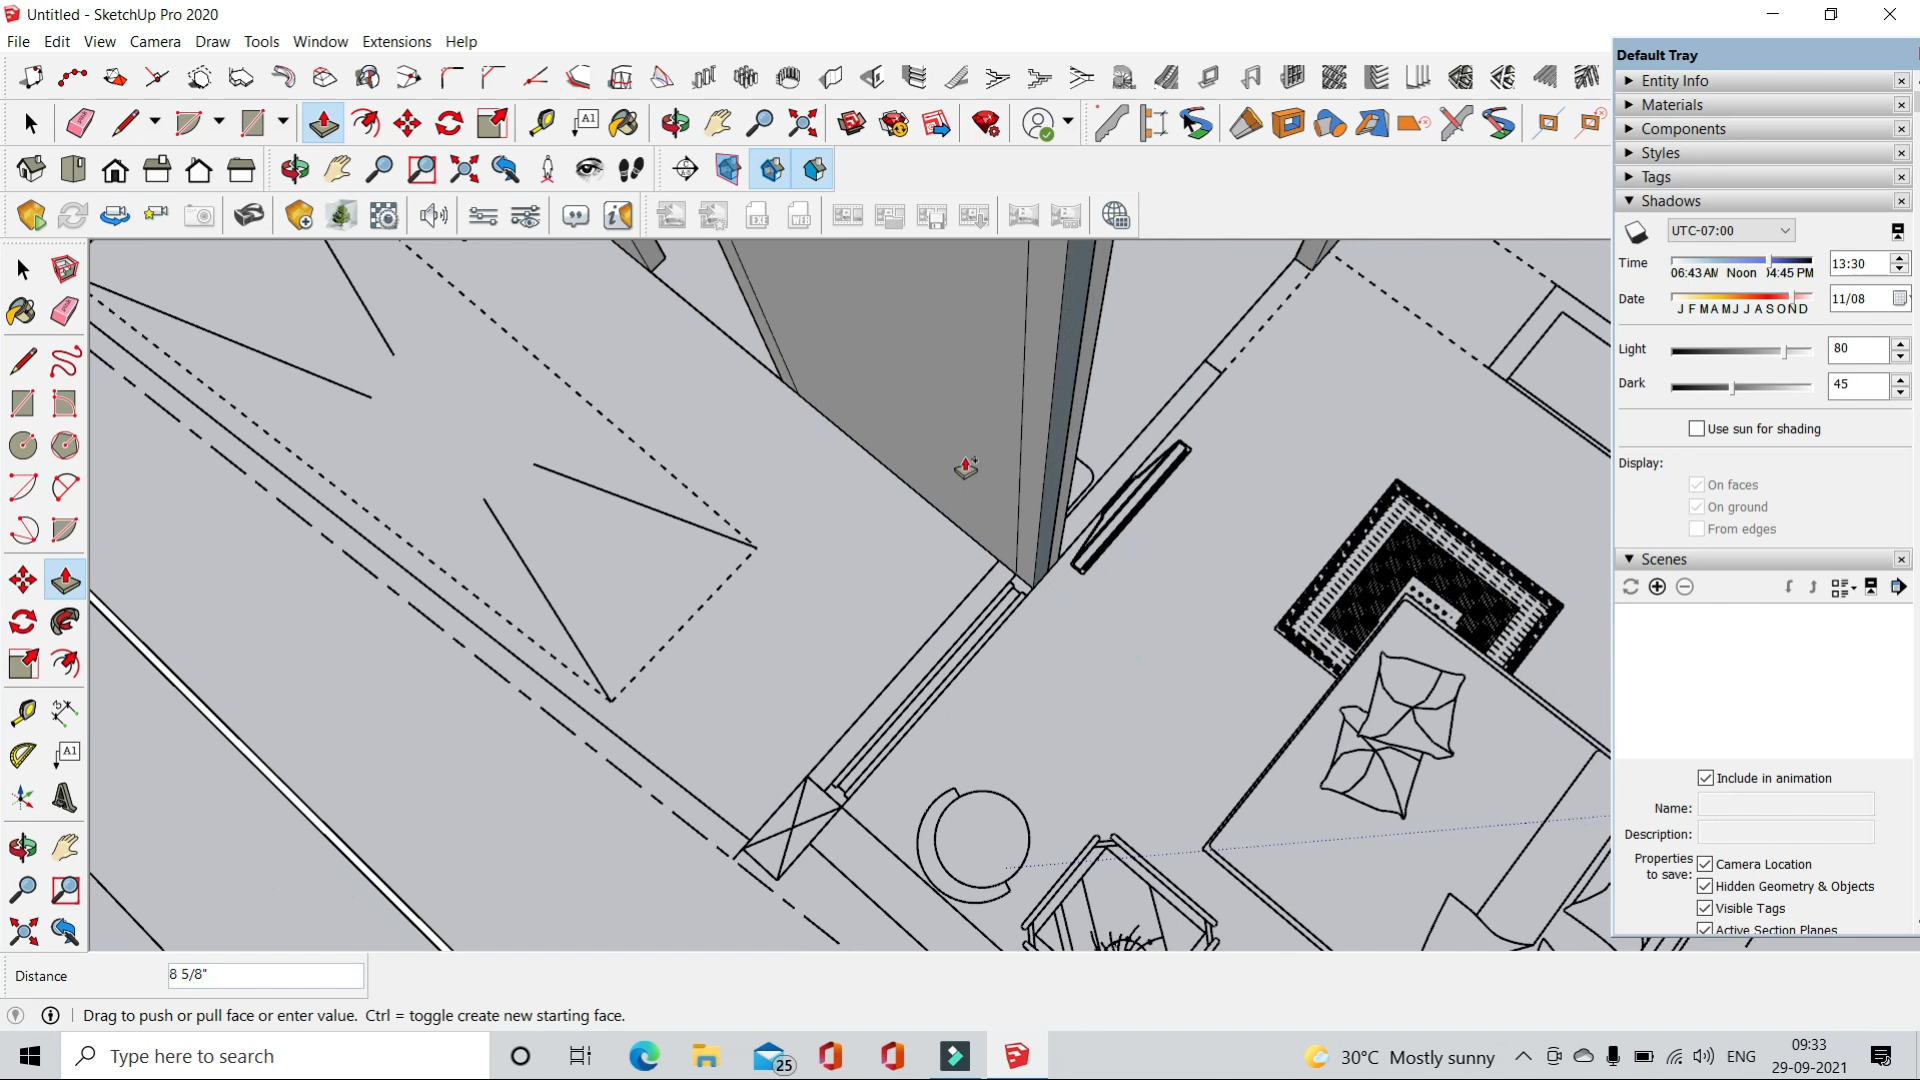 Untitled - SketchUp Pro 2020
File Edit View Camera Draw Tools Window Extensions Help
Default Tray
Entity Info
Materials
Components
Styles
Tags
Shadows
UTC-07:00
Time
06:43 AM Noon 04:45 PM
13:30
Date
J F M A M J J A S O N D
11/08
Light
80
Dark
45
Use sun for shading
Display:
On faces
On ground
From edges
Scenes
Include in animation
Name:
Description:
Properties to save:
Camera Location
Hidden Geometry & Objects
Visible Tags
Active Section Planes
A1
A1
Distance 8 5/8"
Drag to push or pull face or enter value. Ctrl = toggle create new starting face.
Type here to search
25
30°C Mostly sunny
ENG
09:33
29-09-2021